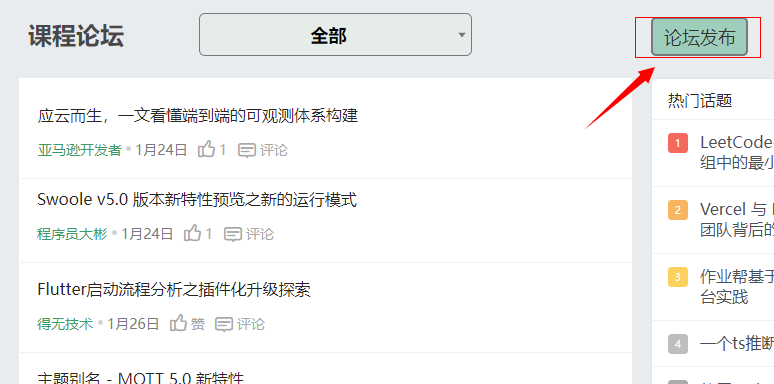 课程论坛
全部
论坛发布
应云而生，一文看懂端到端的可观测体系构建
亚马逊开发者 1月24日 1 评论
Swoole v5.0 版本新特性预览之新的运行模式
程序员大彬 1月24日 1 评论
Flutter启动流程分析之插件化升级探索
得无技术 1月26日 赞 评论
主题别名 - MQTT 5.0 新特性
热门话题
1 LeetCode
组中的最小
2 Vercel 与
团队背后的
3 作业帮基于
台实践
4 一个ts推断